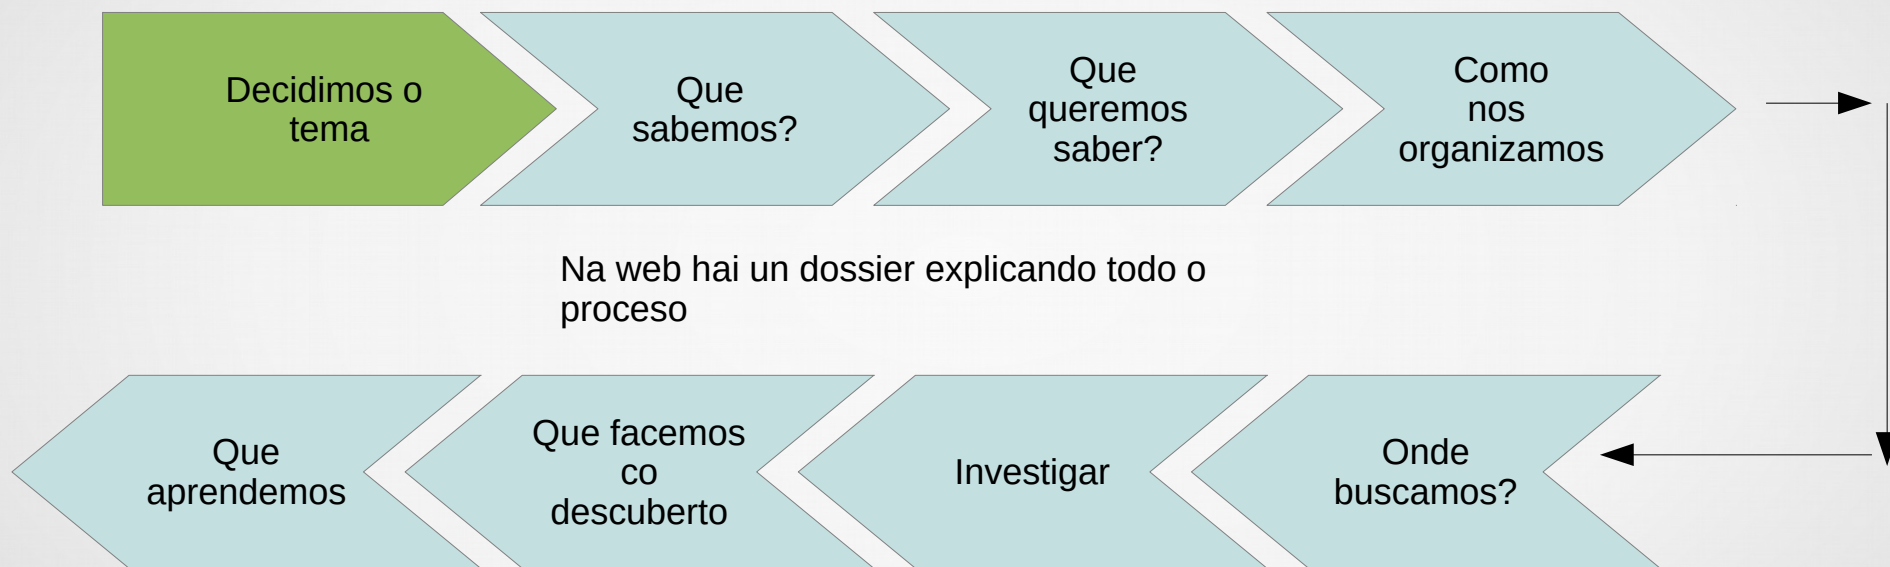 Decidimos o
tema
Que
sabemos?
Que
queremos
saber?
Como
nos
organizamos
Na web hai un dossier explicando todo o
proceso
Onde
buscamos?
Investigar
Que facemos
co
descuberto
Que
aprendemos